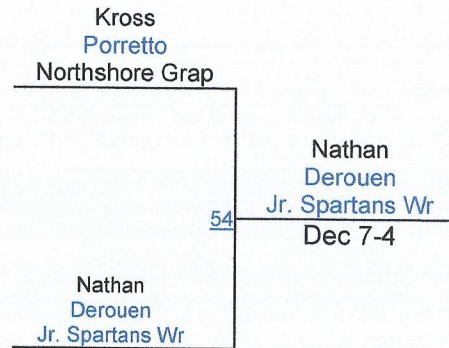 Kross
Porretto
Northshore Grap
Nathan
Derouen
Jr. Spartans Wr
54
Dec 7-4
Nathan
Derouen
Jr. Spartans Wr